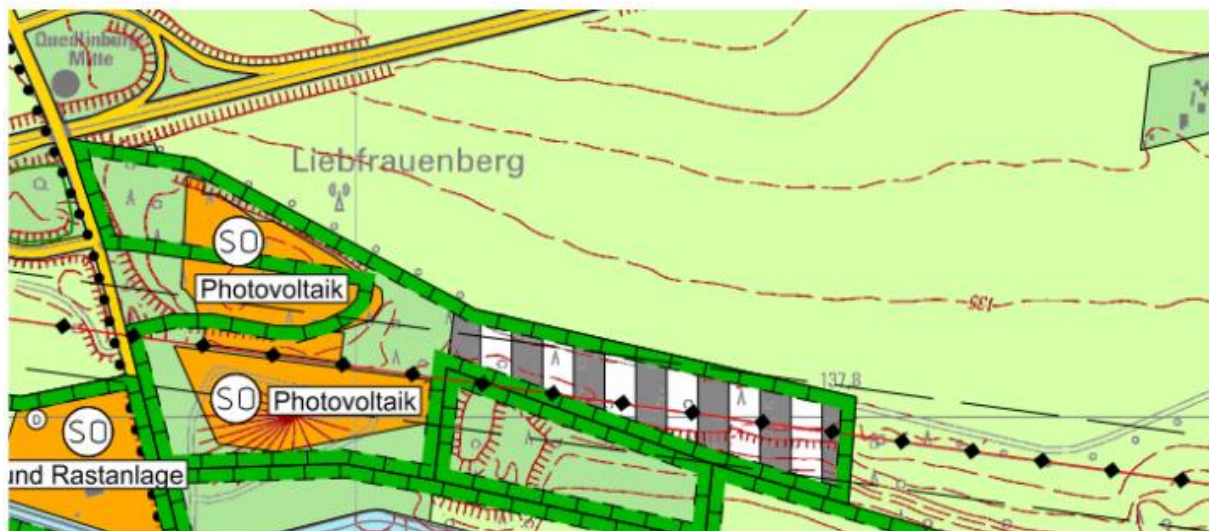 Quedlinburg
Mitte
Liebfrauenberg
SO
Photovoltaik
135
137,8
SO
Photovoltaik
D
SO
und Rastanlage